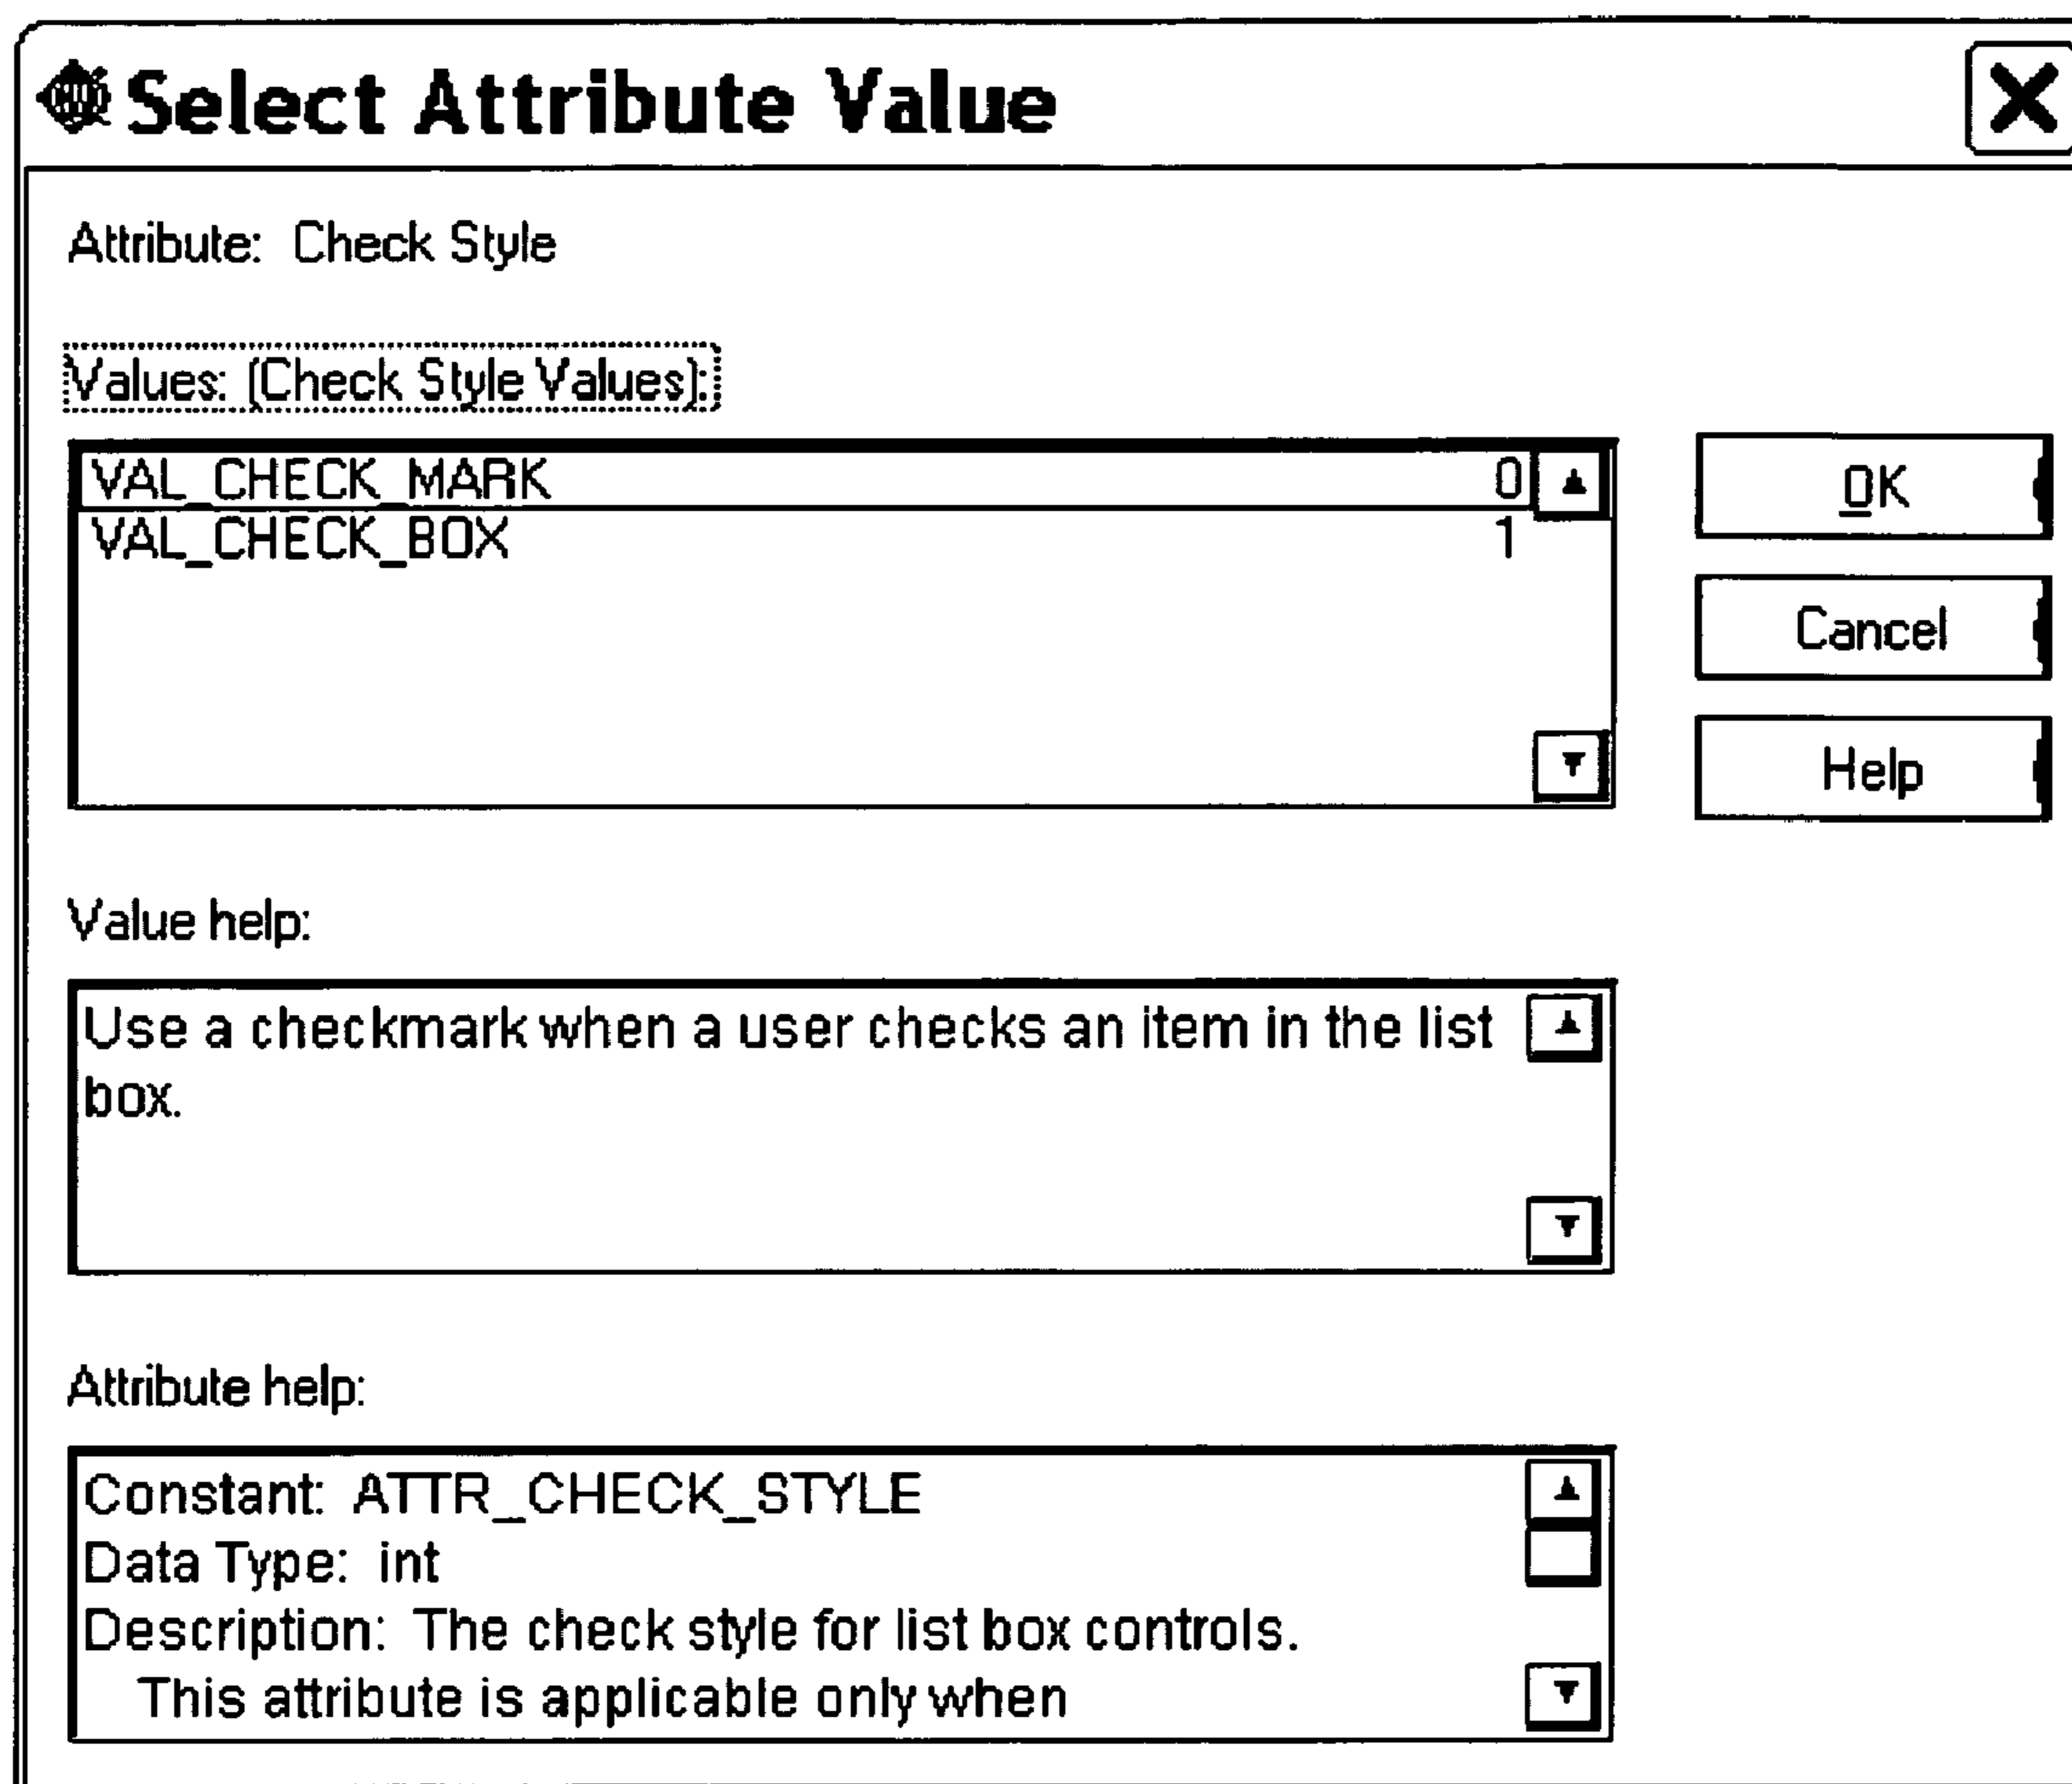 Select Attribute Value
Attribute: Check Style
Values: (Check Style Values):
VAL_CHECK_MARK 0
VAL_CHECK_BOX 1
OK
Cancel
Help
Value help:
Use a checkmark when a user checks an item in the list
box.
Attribute help:
Constant: ATTR_CHECK_STYLE
Data Type: int
Description: The check style for list box controls.
This attribute is applicable only when